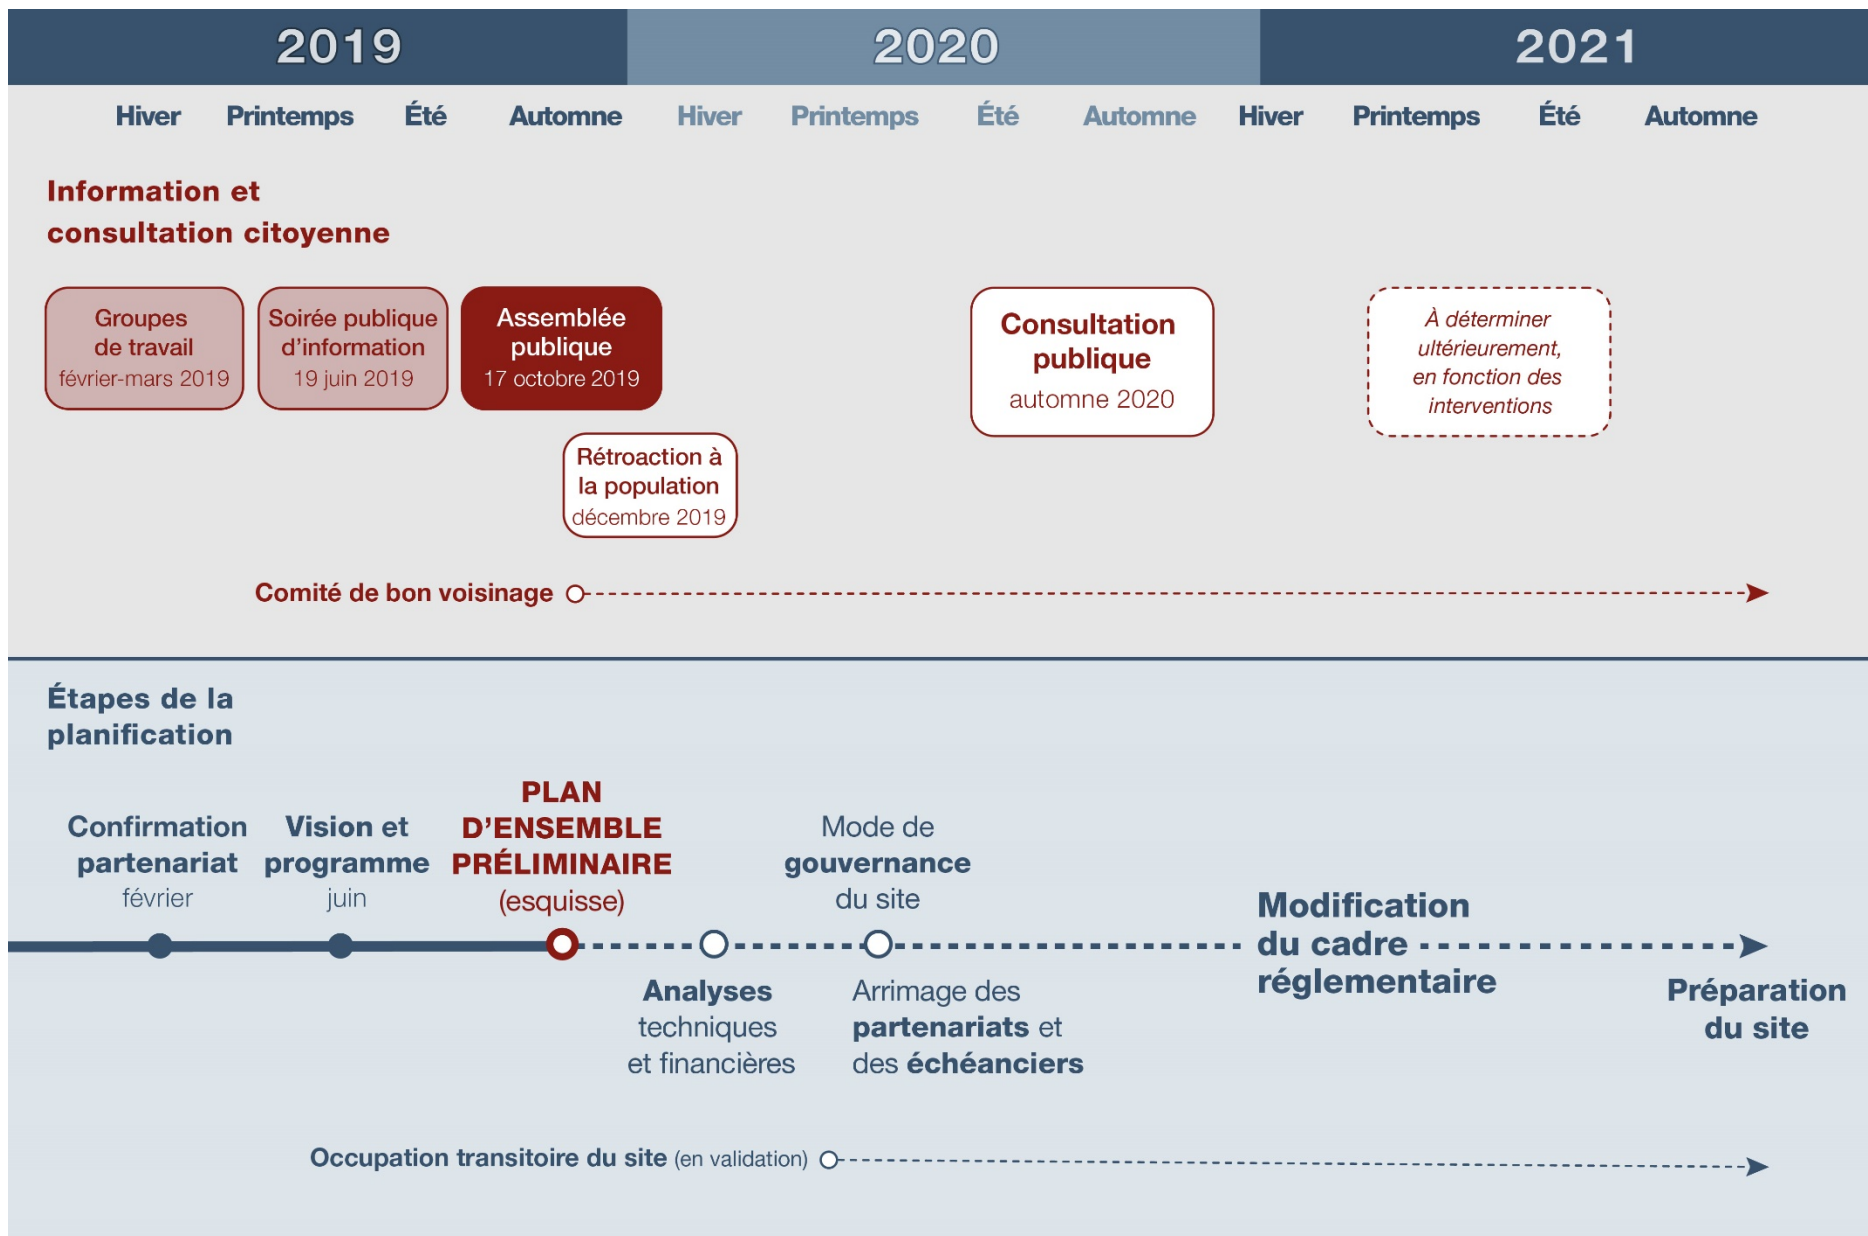 2019
2020
2021
Hiver
Printemps
Été
Automne
Hiver
Printemps
Été
Automne
Hiver
Printemps
Été
Automne
Information et
consultation citoyenne
Groupes
de travail
février-mars 2019
Soirée publique
d’information
19 juin 2019
Assemblée
publique
17 octobre 2019
Rétroaction à
la population
décembre 2019
Consultation
publique
automne 2020
À déterminer
ultérieurement,
en fonction des
interventions
Comité de bon voisinage
Étapes de la
planification
Confirmation
partenariat
février
Vision et
programme
juin
PLAN
D’ENSEMBLE
PRÉLIMINAIRE
(esquisse)
Analyses
techniques
et financières
Mode de
gouvernance
du site
Arrimage des
partenariats et
des échéanciers
Modification
du cadre
réglementaire
Préparation
du site
Occupation transitoire du site (en validation)